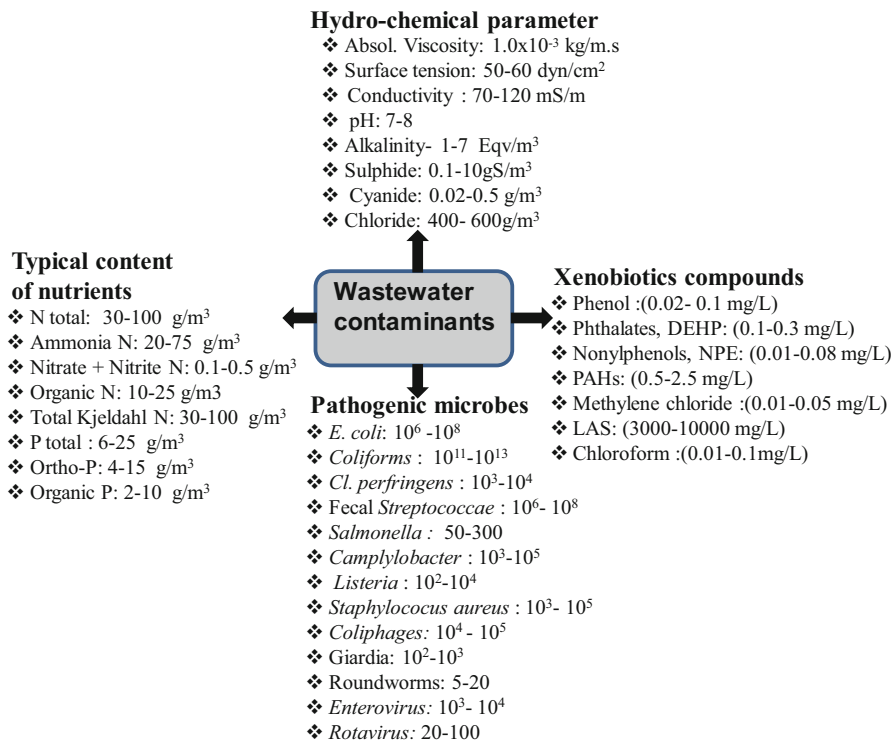 Hydro-chemical parameter
❖ Absol. Viscosity: 1.0x10⁻³ kg/m.s
❖ Surface tension: 50-60 dyn/cm²
❖ Conductivity : 70-120 mS/m
❖ pH: 7-8
❖ Alkalinity- 1-7 Eqv/m³
❖ Sulphide: 0.1-10gS/m³
❖ Cyanide: 0.02-0.5 g/m³
❖ Chloride: 400- 600g/m³
Typical content
of nutrients
❖ N total: 30-100 g/m³
❖ Ammonia N: 20-75 g/m³
❖ Nitrate + Nitrite N: 0.1-0.5 g/m³
❖ Organic N: 10-25 g/m3
❖ Total Kjeldahl N: 30-100 g/m³
❖ P total : 6-25 g/m³
❖ Ortho-P: 4-15 g/m³
❖ Organic P: 2-10 g/m³
Wastewater
contaminants
Xenobiotics compounds
❖ Phenol :(0.02- 0.1 mg/L)
❖ Phthalates, DEHP: (0.1-0.3 mg/L)
❖ Nonylphenols, NPE: (0.01-0.08 mg/L)
❖ PAHs: (0.5-2.5 mg/L)
❖ Methylene chloride :(0.01-0.05 mg/L)
❖ LAS: (3000-10000 mg/L)
❖ Chloroform :(0.01-0.1mg/L)
Pathogenic microbes
❖ E. coli: 10⁶ -10⁸
❖ Coliforms : 10¹¹-10¹³
❖ Cl. perfringens : 10³-10⁴
❖ Fecal Streptococcae : 10⁶- 10⁸
❖ Salmonella : 50-300
❖ Camplylobacter : 10³-10⁵
❖ Listeria : 10²-10⁴
❖ Staphylococus aureus : 10³- 10⁵
❖ Coliphages: 10⁴ - 10⁵
❖ Giardia: 10²-10³
❖ Roundworms: 5-20
❖ Enterovirus: 10³- 10⁴
❖ Rotavirus: 20-100